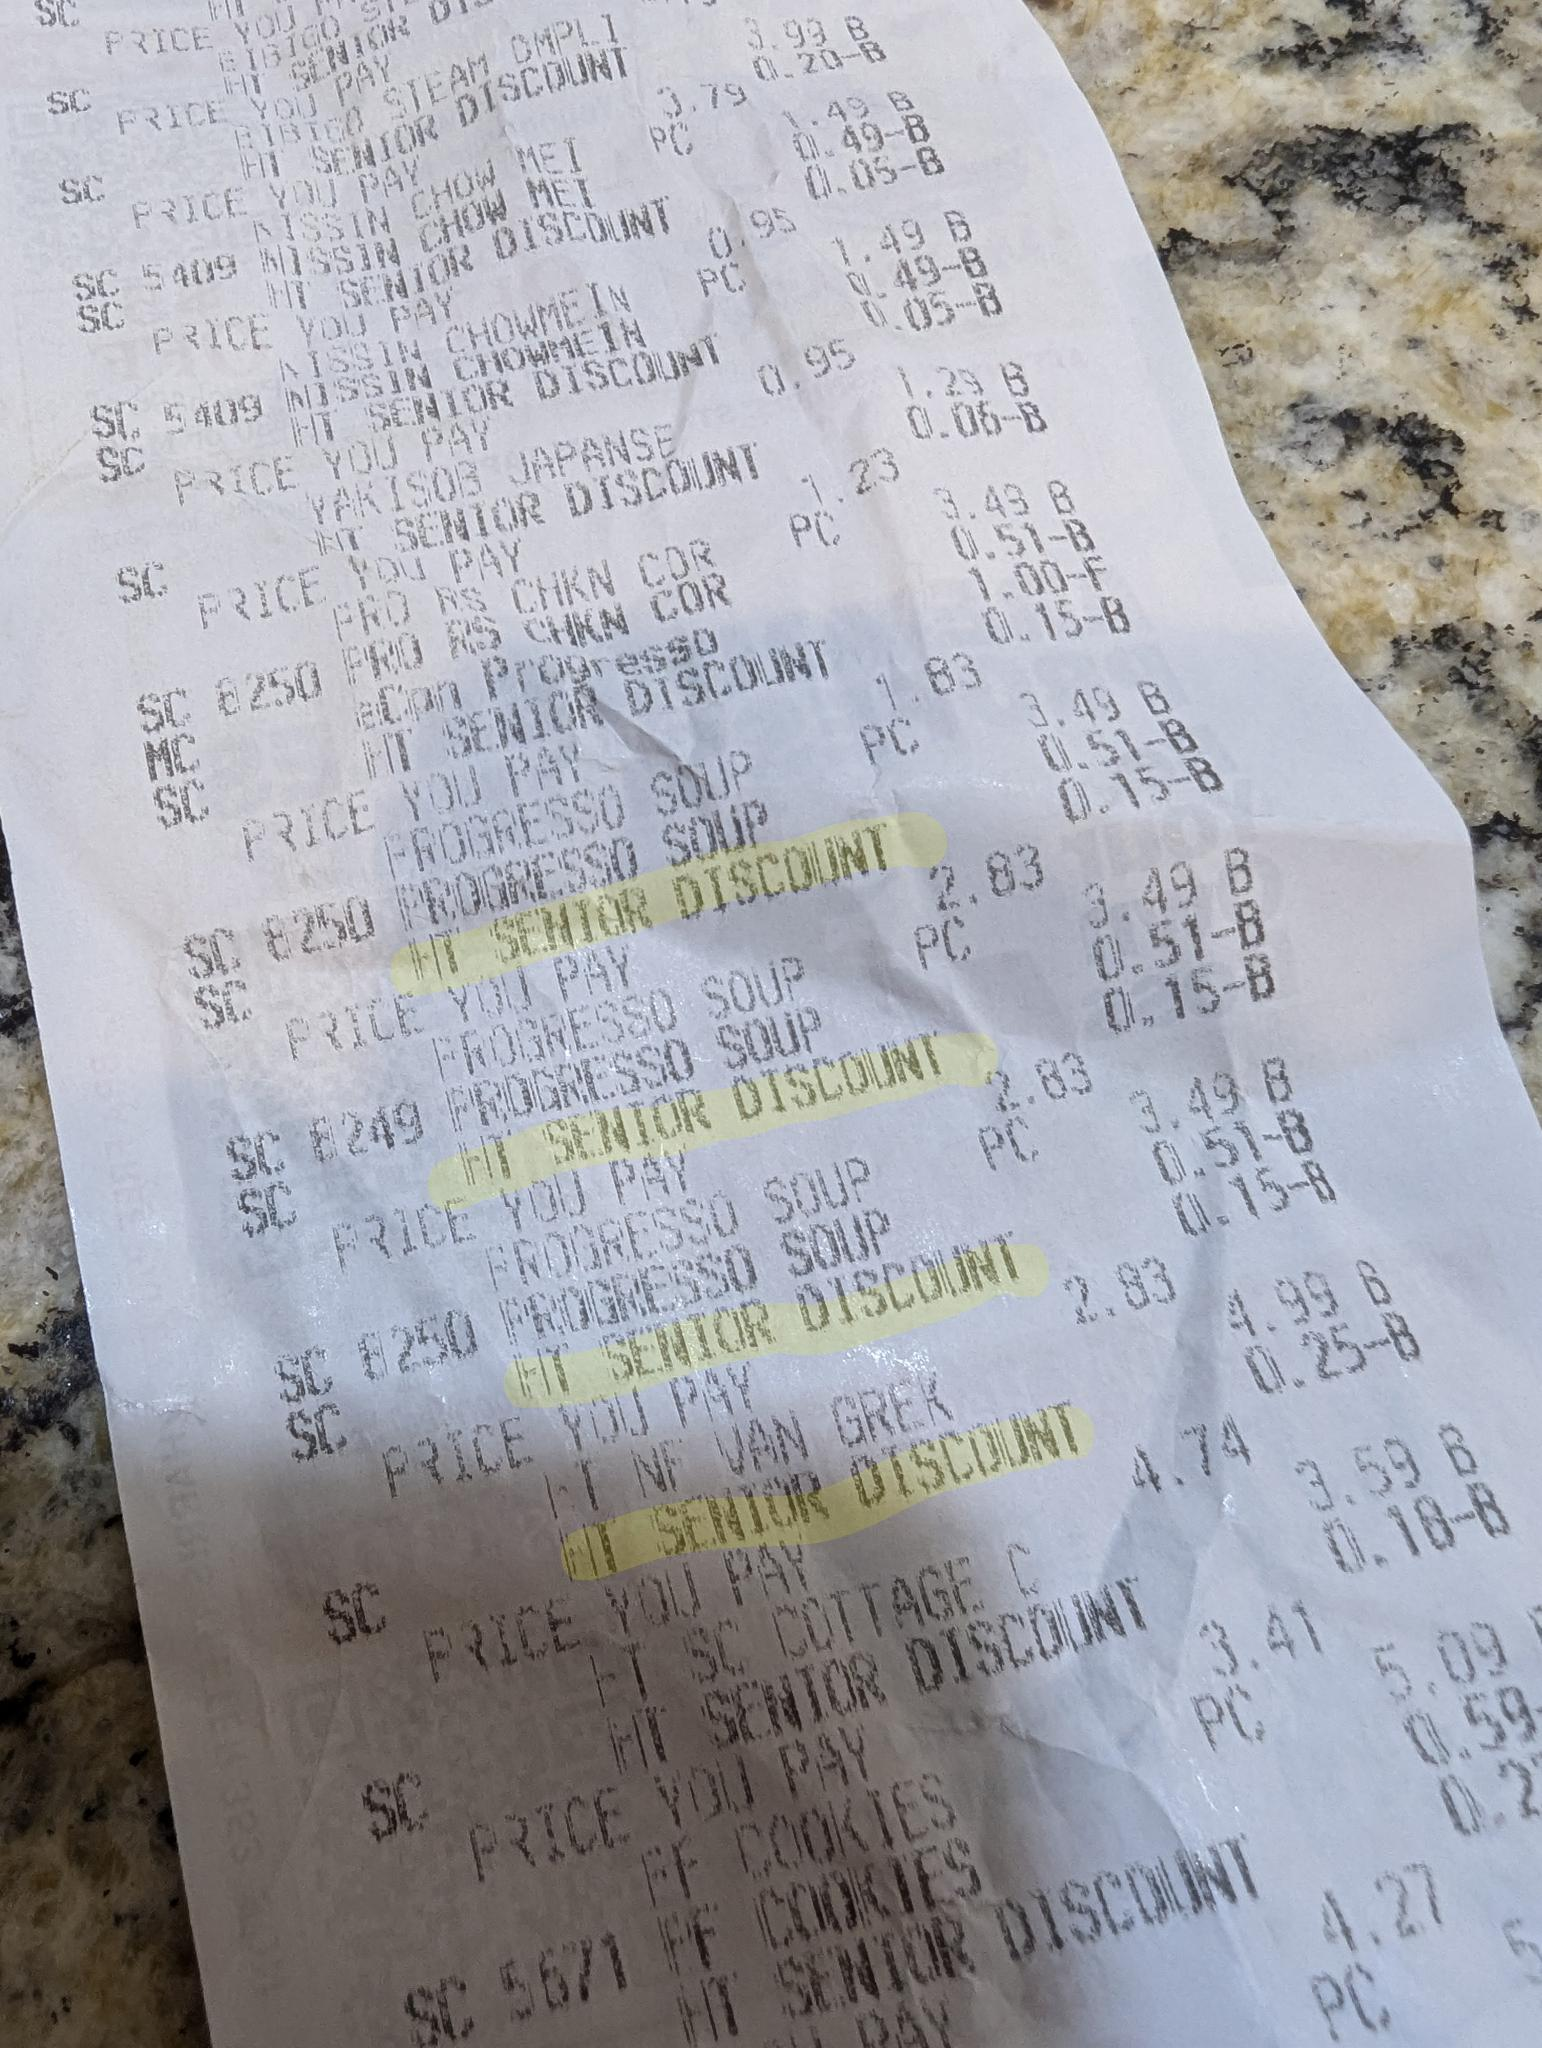 SC HT SENIOR DIS
PRICE YOU PAY
BIBIGO STEAM DMPLI 3.99 B
SC HT SENIOR DISCOUNT 0.20-B
PRICE YOU PAY 3.79
NISSIN CHOW MEI PC 1.49 B
SC 5409 NISSIN CHOW MEI 0.49-B
SC HT SENIOR DISCOUNT 0.05-B
PRICE YOU PAY 0.95
NISSIN CHOWMEIN PC 1.49 B
SC 5409 NISSIN CHOWMEIN 0.49-B
SC HT SENIOR DISCOUNT 0.05-B
PRICE YOU PAY 0.95
YAKISOB JAPANSE 1.29 B
SC HT SENIOR DISCOUNT 0.06-B
PRICE YOU PAY 1.23
PRO RS CHKN COR PC 3.49 B
SC 8250 PRO RS CHKN COR 0.51-B
MC eCpn Progresso 1.00-F
SC HT SENIOR DISCOUNT 0.15-B
PRICE YOU PAY 1.83
PROGRESSO SOUP PC 3.49 B
SC 8250 PROGRESSO SOUP 0.51-B
SC HT SENIOR DISCOUNT 0.15-B
PRICE YOU PAY 2.83
PROGRESSO SOUP PC 3.49 B
SC 8249 PROGRESSO SOUP 0.51-B
SC HT SENIOR DISCOUNT 0.15-B
PRICE YOU PAY 2.83
PROGRESSO SOUP PC 3.49 B
SC 8250 PROGRESSO SOUP 0.51-B
SC HT SENIOR DISCOUNT 0.15-B
PRICE YOU PAY 2.83
HT NF VAN GREK 4.99 B
SC HT SENIOR DISCOUNT 0.25-B
PRICE YOU PAY 4.74
HT SC COTTAGE C 3.59 B
SC HT SENIOR DISCOUNT 0.18-B
PRICE YOU PAY 3.41
FF COOKIES PC 5.09
SC 5671 FF COOKIES 0.59-
HT SENIOR DISCOUNT 0.2
YOU PAY 4.27
PC